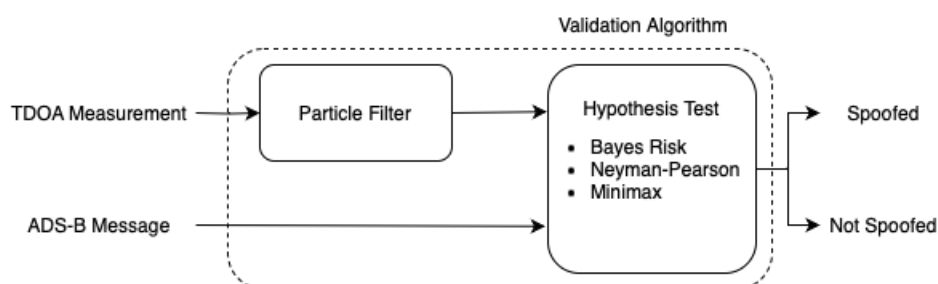 Validation Algorithm
TDOA Measurement
Particle Filter
Hypothesis Test
• Bayes Risk
• Neyman-Pearson
• Minimax
Spoofed
ADS-B Message
Not Spoofed